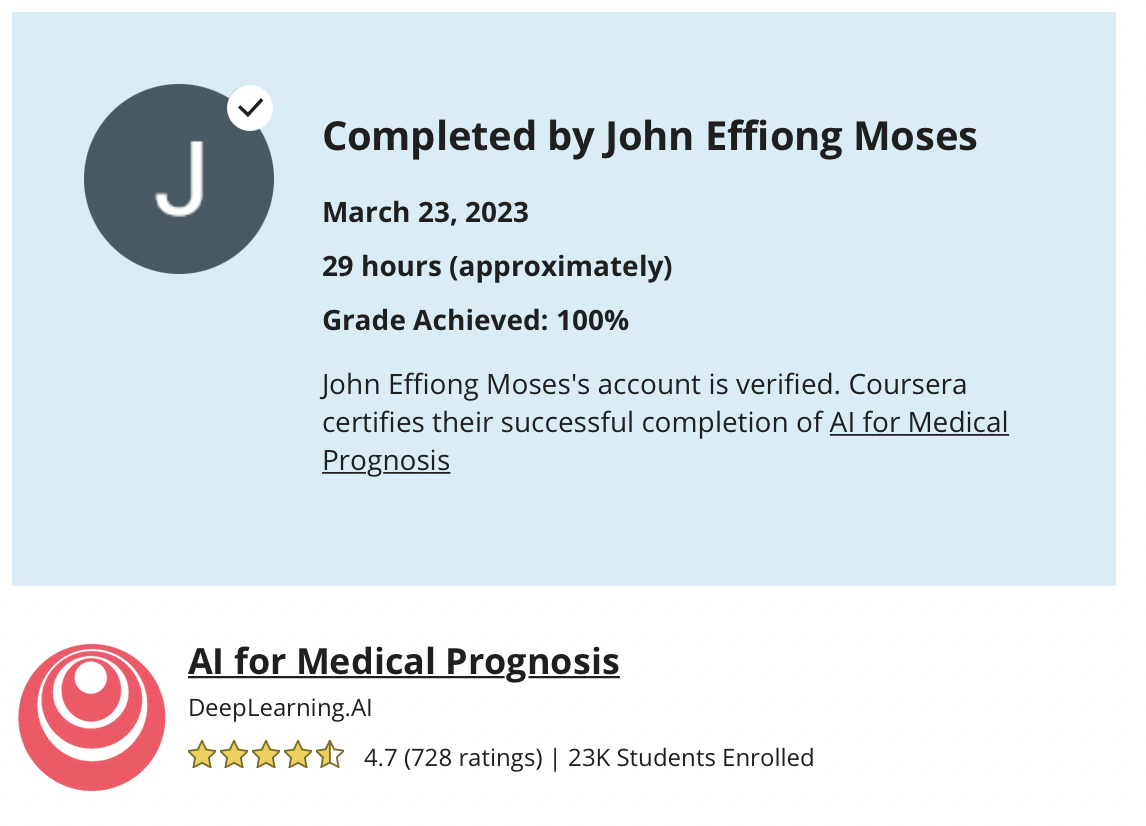 J
Completed by John Effiong Moses
March 23, 2023
29 hours (approximately)
Grade Achieved: 100%
John Effiong Moses's account is verified. Coursera
certifies their successful completion of AI for Medical
Prognosis
AI for Medical Prognosis
DeepLearning.AI
4.7 (728 ratings) | 23K Students Enrolled